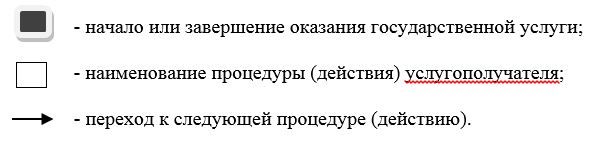 - начало или завершение оказания государственной услуги;
- наименование процедуры (действия) услугополучателя;
- переход к следующей процедуре (действию).